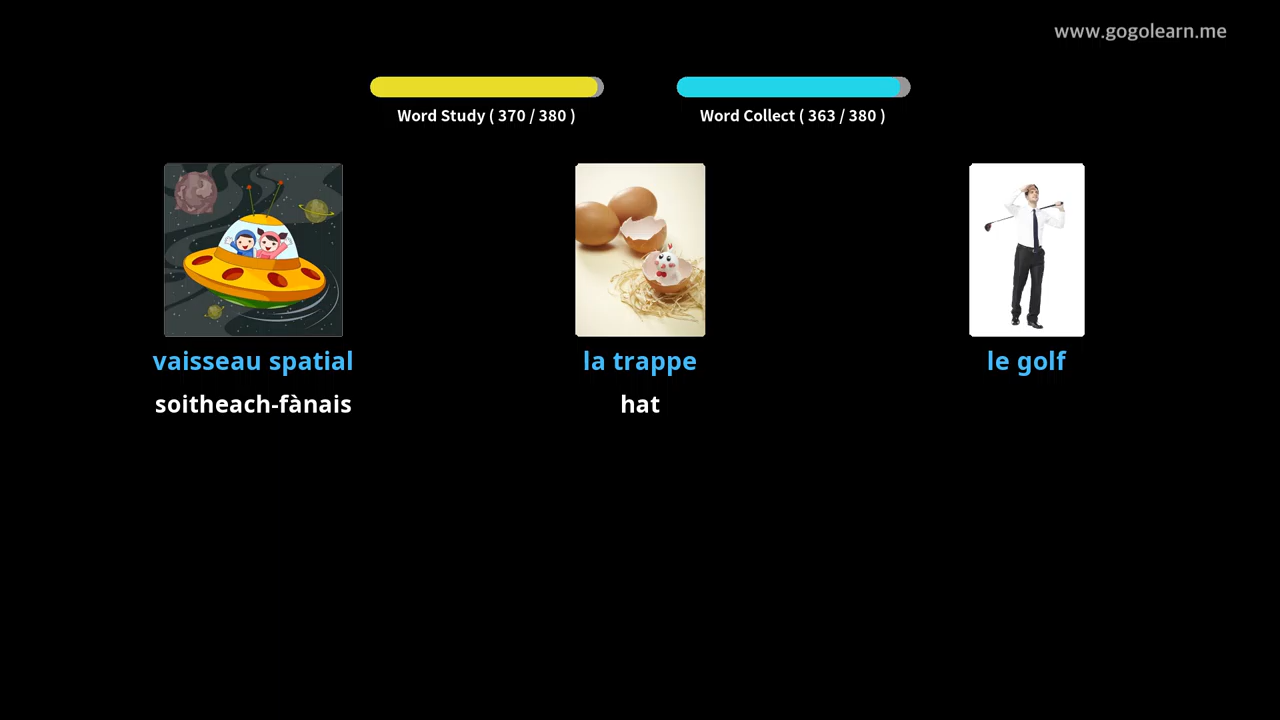 www.gogolearn.me
Word Study ( 370 / 380 )
Word Collect ( 363 / 380 )
vaisseau spatial
la trappe
le golf
soitheach-fànais
hat